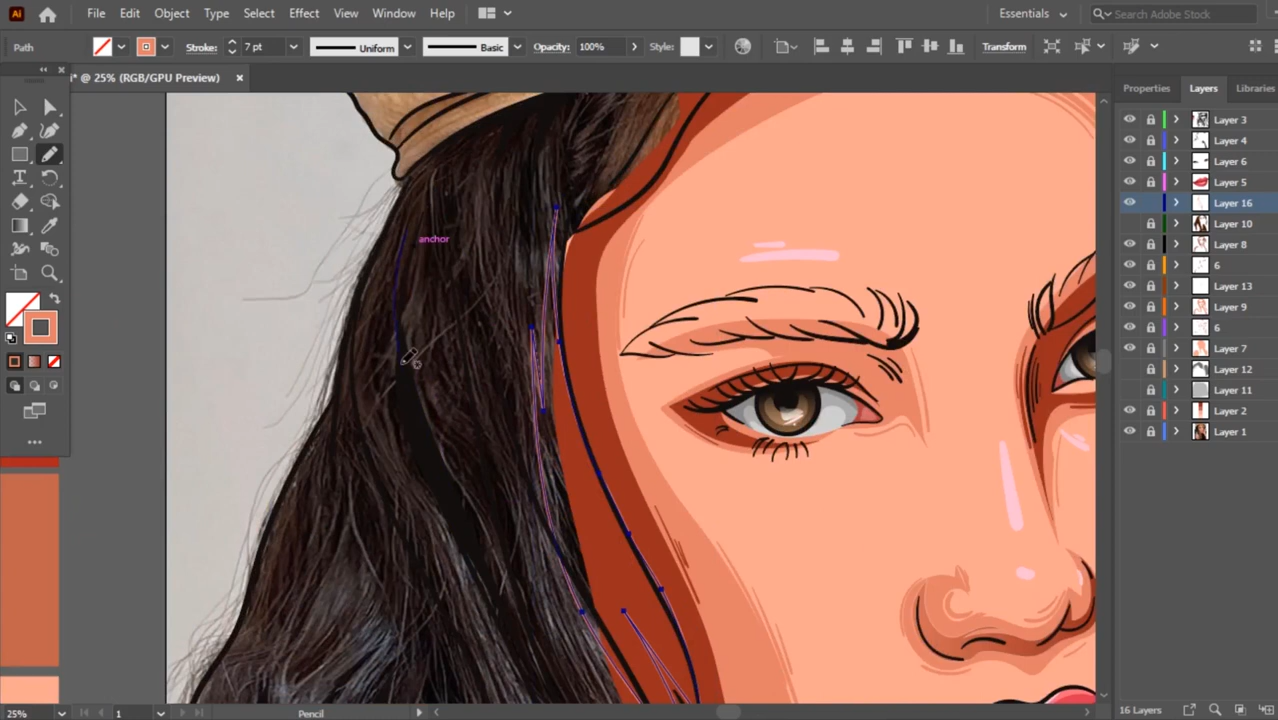 Ai File Edit Object Type Select Effect View Window Help Essentials Search Adobe Stock
Path Stroke: 7 pt Uniform Basic Opacity: 100% Style: Transform
* @ 25% (RGB/GPU Preview) ×
Properties Layers Libraries
Layer 3
Layer 4
Layer 6
Layer 5
Layer 16
Layer 10
Layer 8
6
Layer 13
Layer 9
6
Layer 7
Layer 12
Layer 11
Layer 2
Layer 1
anchor
25% 1 Pencil 16 Layers